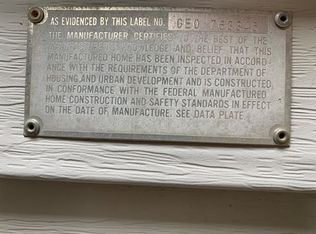 AS EVIDENCED BY THIS LABEL NO. GEO
THE MANUFACTURER CERTIFIES TO THE BEST OF THE
KNOWLEDGE AND BELIEF THAT THIS
MANUFACTURED HOME HAS BEEN INSPECTED IN ACCORD
ANCE WITH THE REQUIREMENTS OF THE DEPARTMENT OF
HOUSING AND URBAN DEVELOPMENT AND IS CONSTRUCTED
IN CONFORMANCE WITH THE FEDERAL MANUFACTURED
HOME CONSTRUCTION AND SAFETY STANDARDS IN EFFECT
ON THE DATE OF MANUFACTURE. SEE DATA PLATE